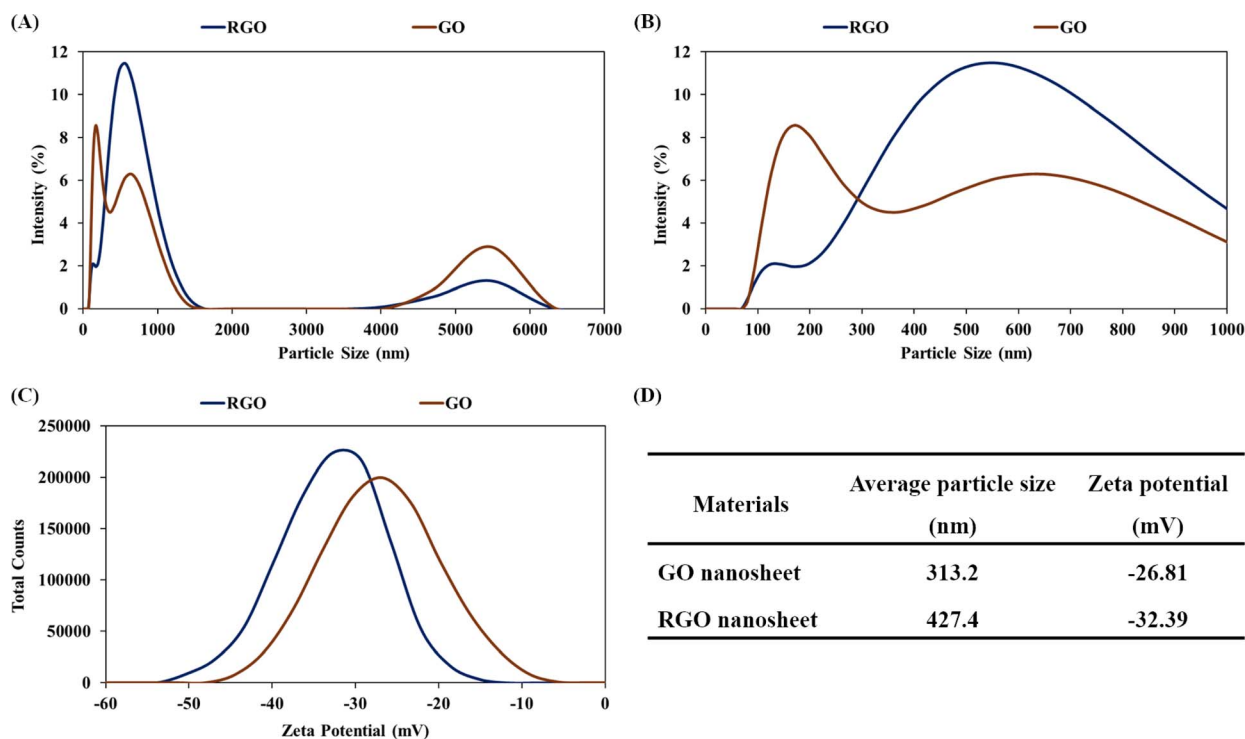 (A)
RGO GO
12
10
8
6
4
2
0
Intensity (%)
0 1000 2000 3000 4000 5000 6000 7000
Particle Size (nm)
(B)
RGO GO
12
10
8
6
4
2
0
Intensity (%)
0 100 200 300 400 500 600 700 800 900 1000
Particle Size (nm)
(C)
RGO GO
250000
200000
150000
100000
50000
0
Total Counts
-60 -50 -40 -30 -20 -10 0
Zeta Potential (mV)
(D)
Materials Average particle size (nm) Zeta potential (mV)
GO nanosheet 313.2 -26.81
RGO nanosheet 427.4 -32.39